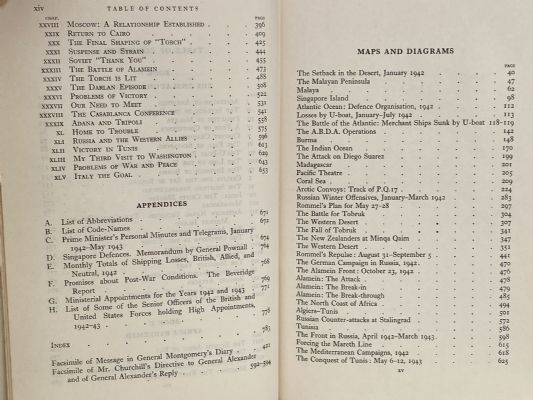 xiv TABLE OF CONTENTS
CHAP. PAGE
XXVIII Moscow: A Relationship Established 396
XXIX Return to Cairo 409
XXX The Final Shaping of "Torch" 425
XXXI Suspense and Strain 444
XXXII Soviet "Thank You" 455
XXXIII The Battle of Alamein 473
XXXIV The Torch is Lit 488
XXXV The Darlan Episode 508
XXXVI Problems of Victory 522
XXXVII Our Need to Meet 531
XXXVIII The Casablanca Conference 541
XXXIX Adana and Tripoli 558
XL Home to Trouble 575
XLI Russia and the Western Allies 596
XLII Victory in Tunis 613
XLIII My Third Visit to Washington 629
XLIV Problems of War and Peace 643
XLV Italy the Goal 653
APPENDICES
A. List of Abbreviations 671
B. List of Code-Names 672
C. Prime Minister's Personal Minutes and Telegrams, January
1942–May 1943 674
D. Singapore Defences. Memorandum by General Pownall 764
E. Monthly Totals of Shipping Losses, British, Allied, and
Neutral, 1942 768
F. Promises about Post-War Conditions. The Beveridge
Report
G. Ministerial Appointments for the Years 1942 and 1943 771
H. List of Some of the Senior Officers of the British and
United States Forces holding High Appointments,
1942-43 778
Index 783
Facsimile of Message in General Montgomery's Diary 421
Facsimile of Mr. Churchill's Directive to General Alexander
and of General Alexander's Reply 592-594
MAPS AND DIAGRAMS
PAGE
The Setback in the Desert, January 1942 40
The Malayan Peninsula 47
Malaya 62
Singapore Island 98
Atlantic Ocean: Defence Organisation, 1942 112
Losses by U-boat, January–July 1942 113
The Battle of the Atlantic: Merchant Ships Sunk by U-boat 118–119
The A.B.D.A. Operations 142
Burma 148
The Indian Ocean 170
The Attack on Diego Suarez 199
Madagascar 201
Pacific Theatre 205
Coral Sea 209
Arctic Convoys: Track of P.Q.17 224
Russian Winter Offensives, January–March 1942 283
Rommel's Plan for May 27-28 297
The Battle for Tobruk 304
The Western Desert 307
The Fall of Tobruk 341
The New Zealanders at Minqa Qaim 347
The Western Desert 351
Rommel's Repulse: August 31–September 5 441
The German Campaign in Russia, 1942 470
The Alamein Front: October 23, 1942 476
Alamein: The Attack 478
Alamein: The Break-in 479
Alamein: The Break-through 485
The North Coast of Africa 494
Algiers–Tunis 501
Russian Counter-attacks at Stalingrad 572
Tunisia 586
The Front in Russia, April 1942–March 1943 598
Forcing the Mareth Line 615
The Mediterranean Campaigns, 1942 618
The Conquest of Tunis: May 6-12, 1943 625
xv